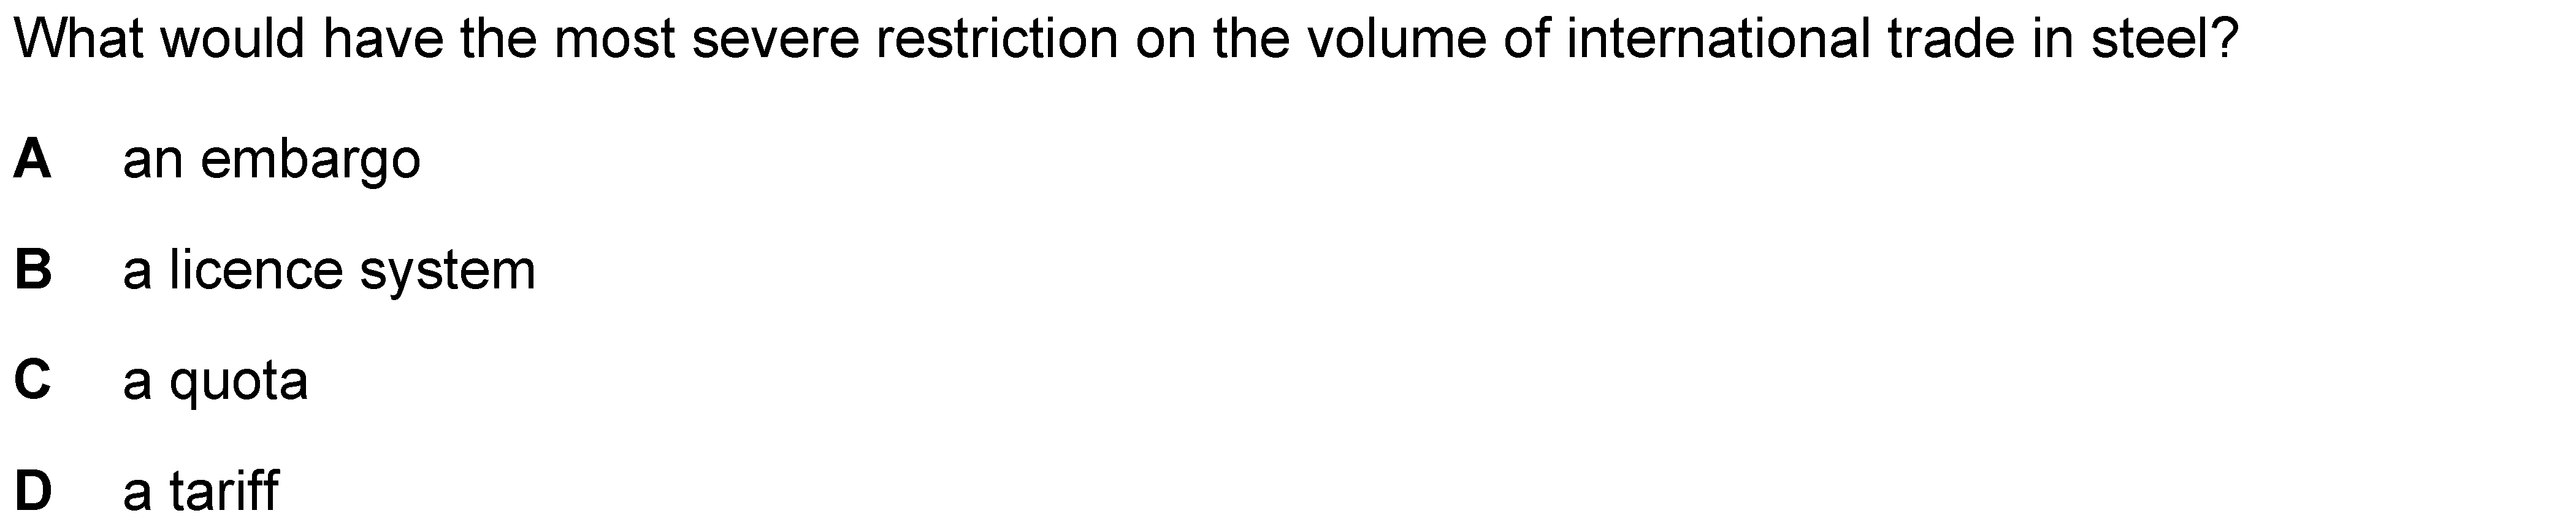 What would have the most severe restriction on the volume of international trade in steel?
A an embargo
B a licence system
C a quota
D a tariff